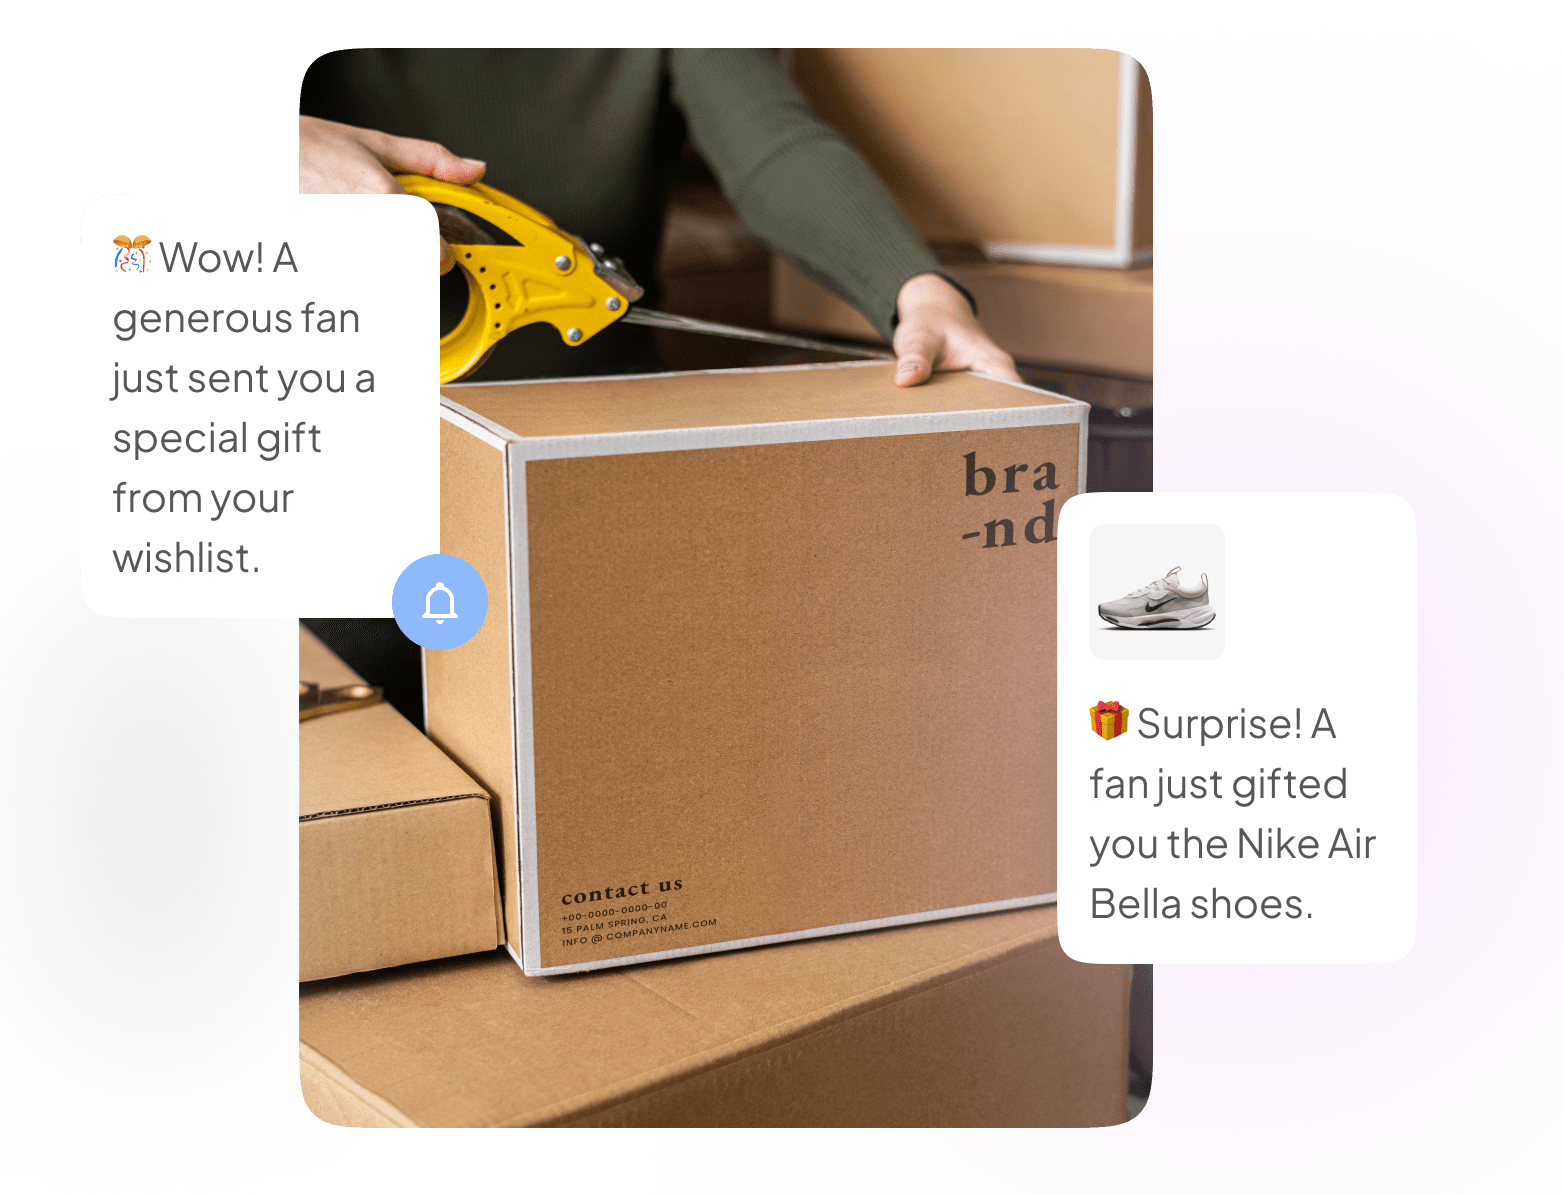 🎊 Wow! A
generous fan
just sent you a
special gift
from your
wishlist.
bra
-nd
🎁 Surprise! A
fan just gifted
you the Nike Air
Bella shoes.
contact us
+00-0000-0000-00
15 PALM SPRING, CA
INFO @ COMPANYNAME.COM